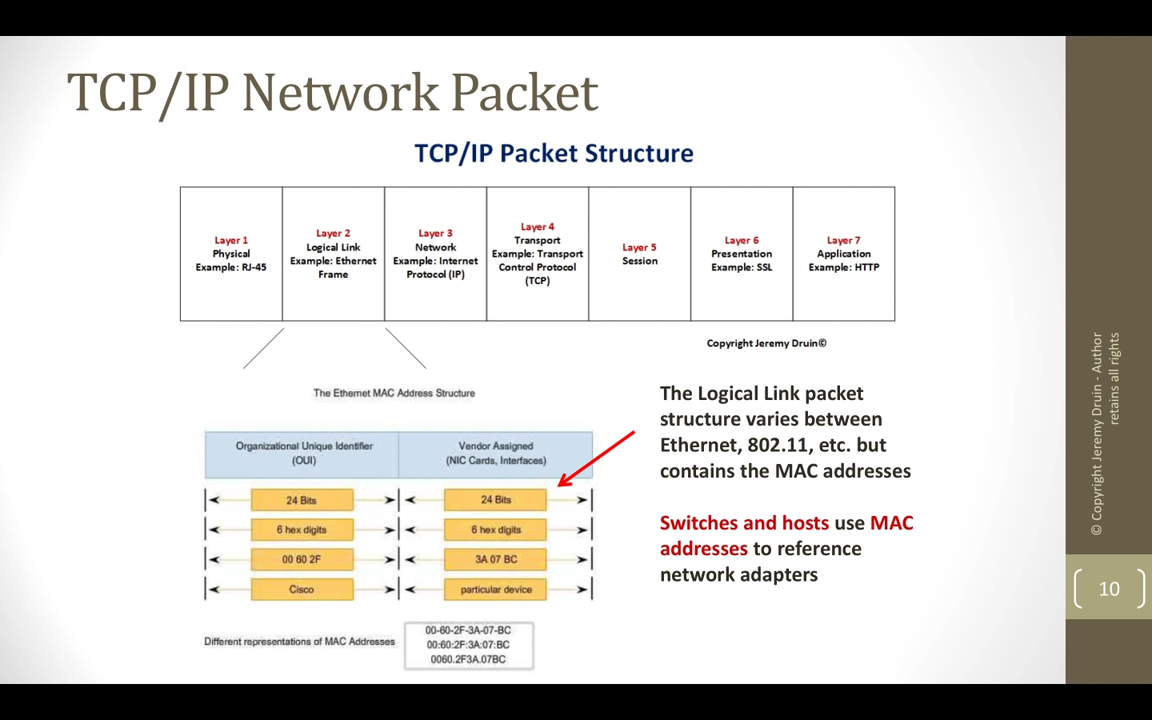 TCP/IP Network Packet
TCP/IP Packet Structure
Layer 1
Physical
Example: RJ-45
Layer 2
Logical Link
Example: Ethernet
Frame
Layer 3
Network
Example: Internet
Protocol (IP)
Layer 4
Transport
Example: Transport
Control Protocol
(TCP)
Layer 5
Session
Layer 6
Presentation
Example: SSL
Layer 7
Application
Example: HTTP
Copyright Jeremy Druin©
The Ethernet MAC Address Structure
Organizational Unique Identifier
(OUI)
Vendor Assigned
(NIC Cards, Interfaces)
24 Bits
24 Bits
6 hex digits
6 hex digits
00 60 2F
3A 07 BC
Cisco
particular device
Different representations of MAC Addresses
00-60-2F-3A-07-BC
00:60:2F:3A:07:BC
0060.2F3A.07BC
The Logical Link packet
structure varies between
Ethernet, 802.11, etc. but
contains the MAC addresses
Switches and hosts use MAC
addresses to reference
network adapters
© Copyright Jeremy Druin - Author
retains all rights
10